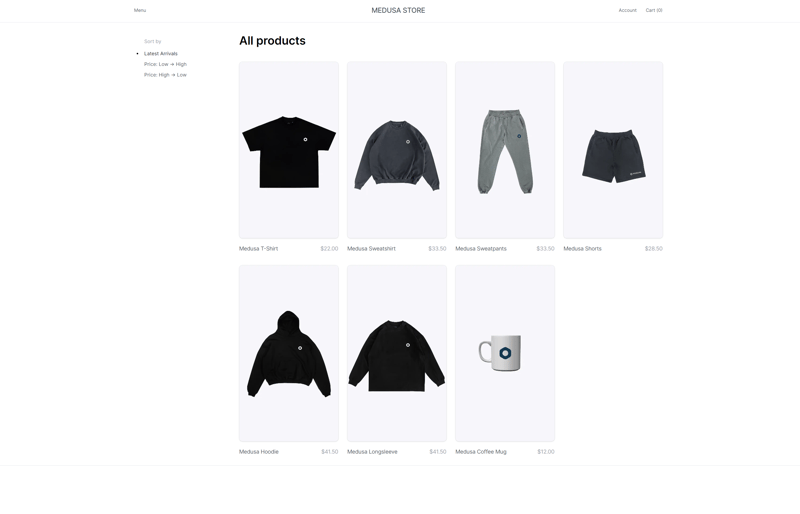 Menu
MEDUSA STORE
Account
Cart (0)
Sort by
Latest Arrivals
Price: Low -> High
Price: High -> Low
All products
Medusa T-Shirt
$22.00
Medusa Sweatshirt
$33.50
Medusa Sweatpants
$33.50
Medusa Shorts
$28.50
Medusa Hoodie
$41.50
Medusa Longsleeve
$41.50
Medusa Coffee Mug
$12.00